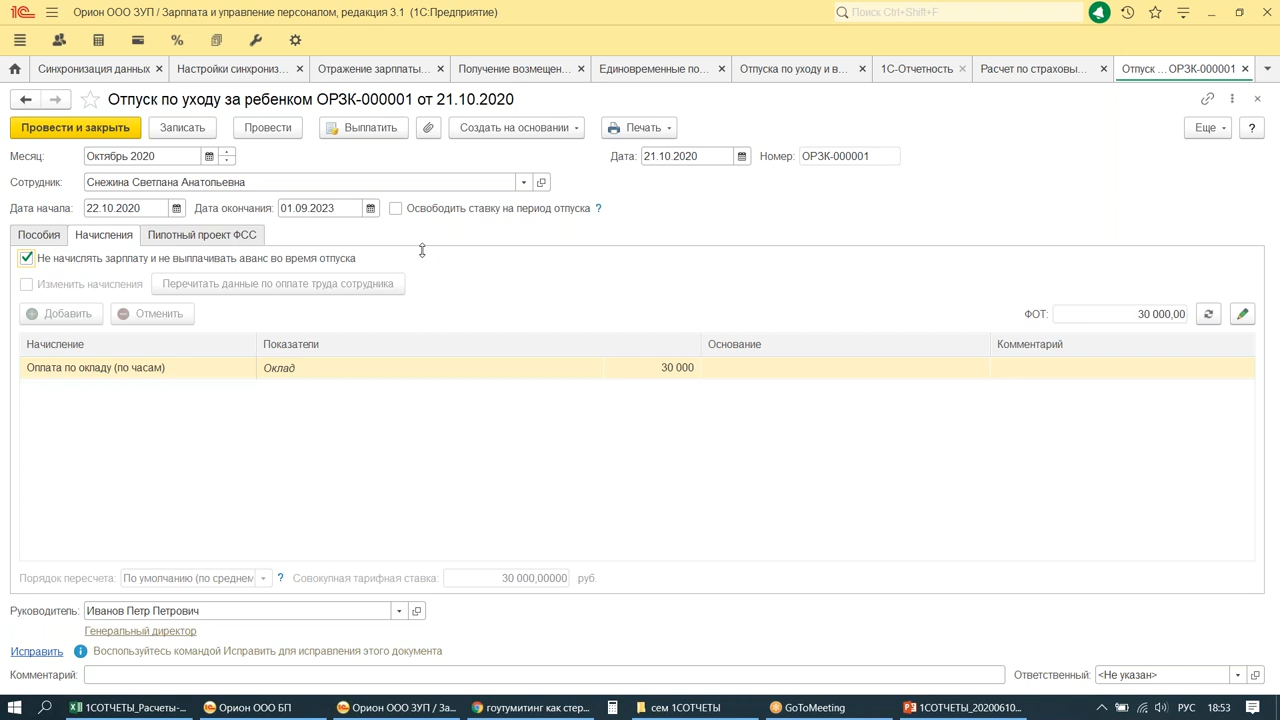 Орион ООО ЗУП / Зарплата и управление персоналом, редакция 3.1 (1С:Предприятие)
Поиск Ctrl+Shift+F
Синхронизация данных
Настройки синхрониз...
Отражение зарплаты...
Получение возмещен...
Единовременные по...
Отпуска по уходу и в...
1С-Отчетность
Расчет по страховы...
Отпуск ... ОРЗК-000001
Отпуск по уходу за ребенком ОРЗК-000001 от 21.10.2020
Провести и закрыть
Записать
Провести
Выплатить
Создать на основании
Печать
Еще
?
Месяц: Октябрь 2020
Дата: 21.10.2020 Номер: ОРЗК-000001
Сотрудник: Снежина Светлана Анатольевна
Дата начала: 22.10.2020 Дата окончания: 01.09.2023 Освободить ставку на период отпуска ?
Пособия Начисления Пилотный проект ФСС
Не начислять зарплату и не выплачивать аванс во время отпуска
Изменить начисления Перечитать данные по оплате труда сотрудника
Добавить Отменить ФОТ: 30 000,00
Начисление Показатели Основание Комментарий
Оплата по окладу (по часам) Оклад 30 000
Порядок пересчета: По умолчанию (по среднем ? Совокупная тарифная ставка: 30 000,00000 руб.
Руководитель: Иванов Петр Петрович
Генеральный директор
Исправить Воспользуйтесь командой Исправить для исправления этого документа
Комментарий: Ответственный: <Не указан>
1СОТЧЕТЫ_Расчеты-...
Орион ООО БП
Орион ООО ЗУП / За...
гоутумитинг как стер...
сем 1СОТЧЕТЫ
GoToMeeting
1СОТЧЕТЫ_20200610...
РУС
18:53